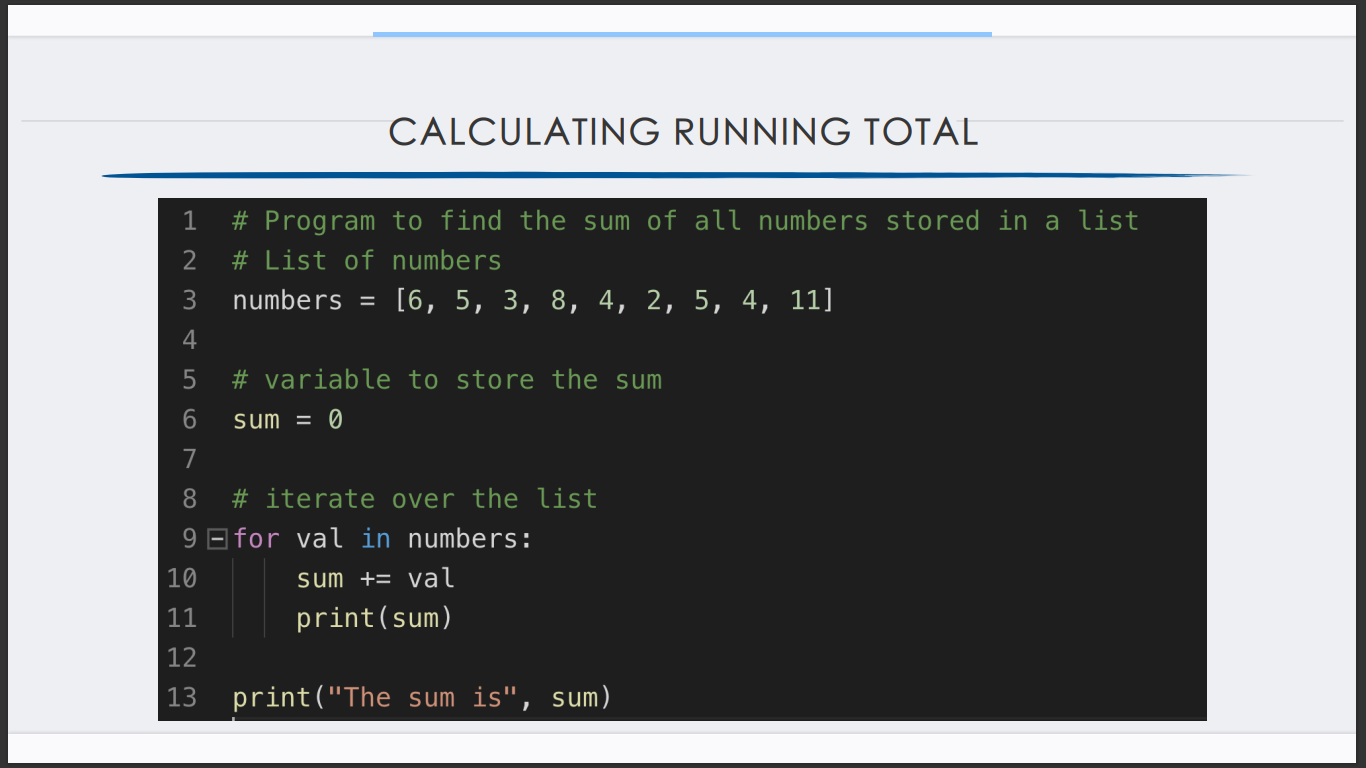 CALCULATING RUNNING TOTAL
1 # Program to find the sum of all numbers stored in a list
2 # List of numbers
3 numbers = [6, 5, 3, 8, 4, 2, 5, 4, 11]
4
5 # variable to store the sum
6 sum = 0
7
8 # iterate over the list
9 for val in numbers:
10     sum += val
11     print(sum)
12
13 print("The sum is", sum)